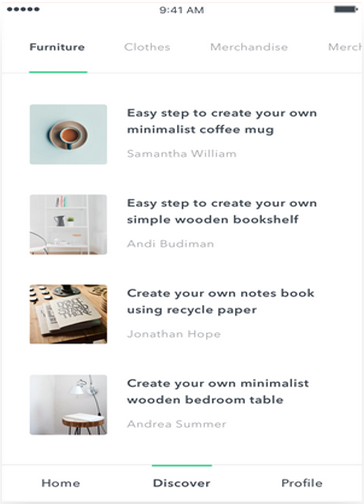 9:41 AM
Furniture Clothes Merchandise Merch
Easy step to create your own
minimalist coffee mug
Samantha William
Easy step to create your own
simple wooden bookshelf
Andi Budiman
Create your own notes book
using recycle paper
Jonathan Hope
Create your own minimalist
wooden bedroom table
Andrea Summer
Home Discover Profile